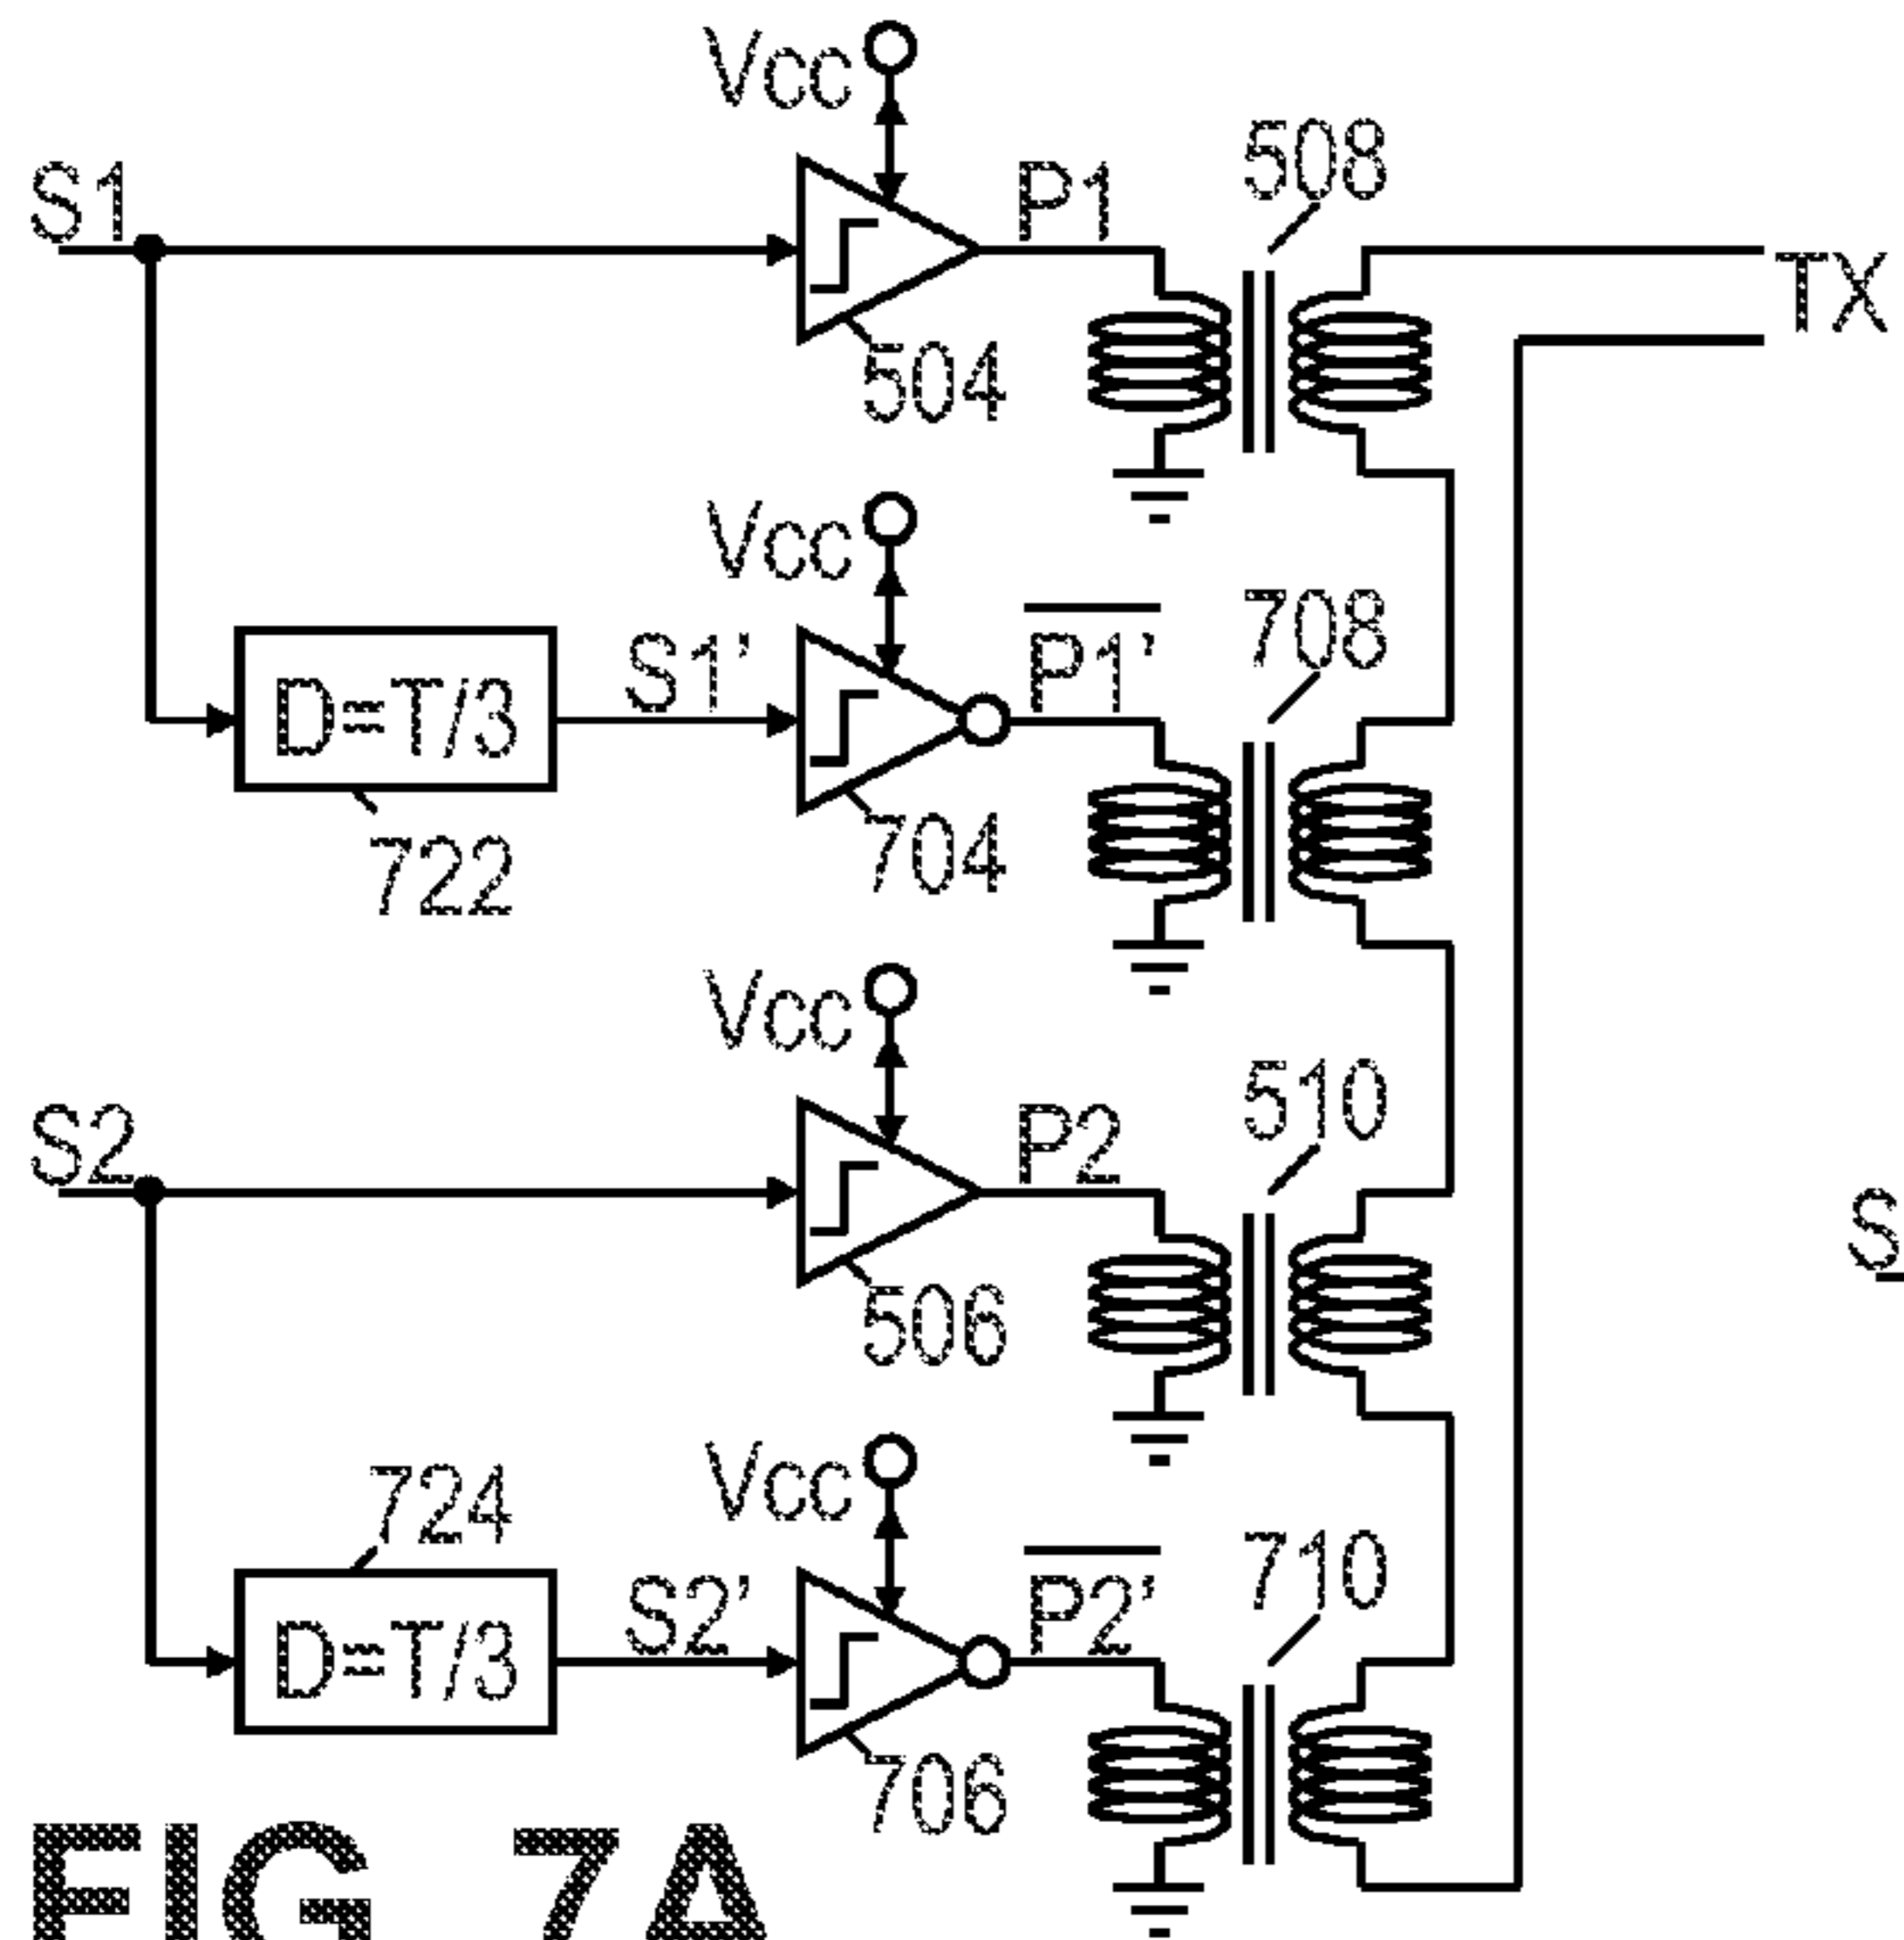 Vcc
508
S1
P1
TX
504
Vcc
708
S1'
P1'
D=T/3
704
722
Vcc
510
S2
P2
S
506
724
Vcc
710
S2'
P2'
D=T/3
706
FIG 7A